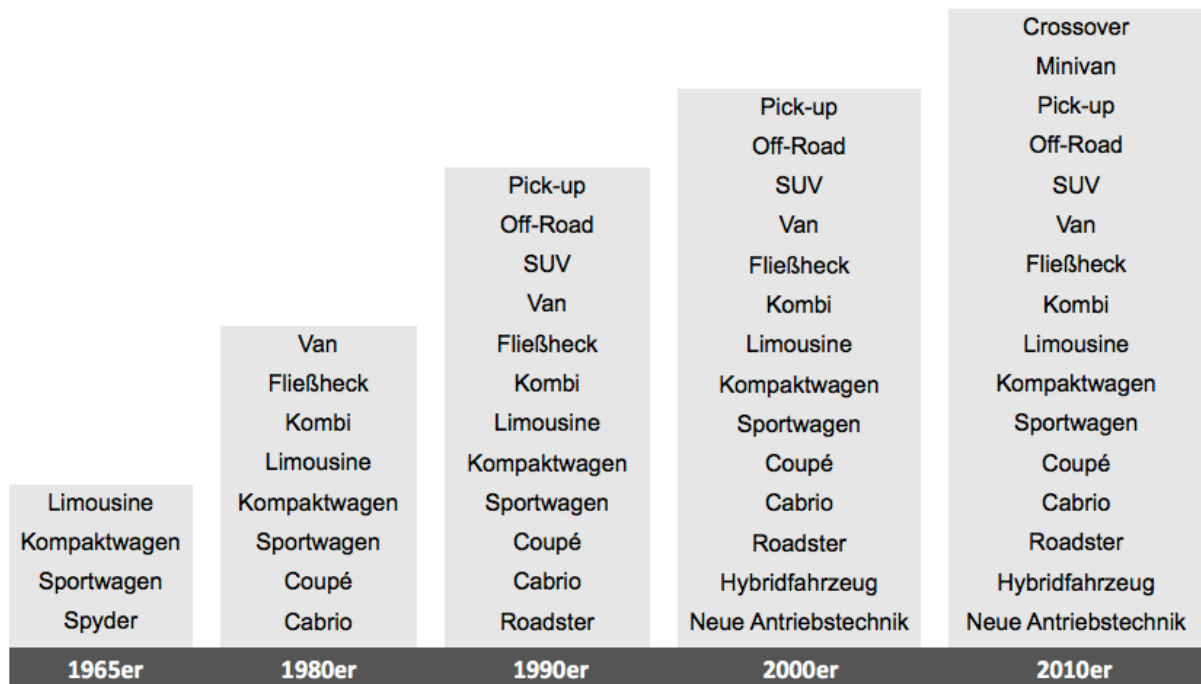 Limousine
Kompaktwagen
Sportwagen
Spyder
1965er
Van
Fließheck
Kombi
Limousine
Kompaktwagen
Sportwagen
Coupé
Cabrio
1980er
Pick-up
Off-Road
SUV
Van
Fließheck
Kombi
Limousine
Kompaktwagen
Sportwagen
Coupé
Cabrio
Roadster
1990er
Pick-up
Off-Road
SUV
Van
Fließheck
Kombi
Limousine
Kompaktwagen
Sportwagen
Coupé
Cabrio
Roadster
Hybridfahrzeug
Neue Antriebstechnik
2000er
Crossover
Minivan
Pick-up
Off-Road
SUV
Van
Fließheck
Kombi
Limousine
Kompaktwagen
Sportwagen
Coupé
Cabrio
Roadster
Hybridfahrzeug
Neue Antriebstechnik
2010er